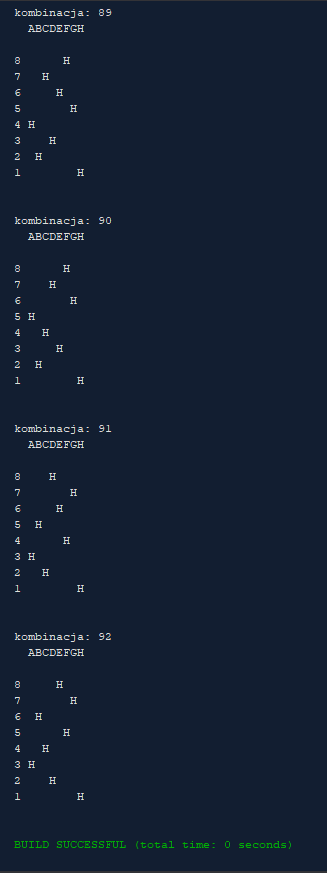 kombinacja: 89
  ABCDEFGH

8      H
7   H
6     H
5       H
4 H
3    H
2  H
1        H


kombinacja: 90
  ABCDEFGH

8      H
7    H
6       H
5 H
4   H
3     H
2  H
1        H


kombinacja: 91
  ABCDEFGH

8    H
7       H
6     H
5  H
4      H
3 H
2   H
1        H


kombinacja: 92
  ABCDEFGH

8     H
7       H
6  H
5      H
4   H
3 H
2    H
1        H


BUILD SUCCESSFUL (total time: 0 seconds)